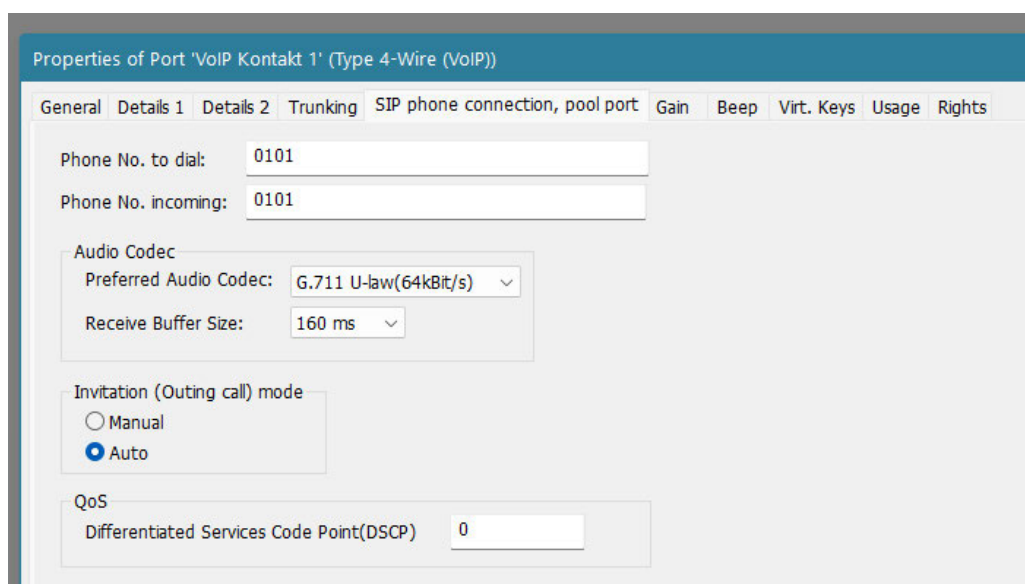 Properties of Port 'VoIP Kontakt 1' (Type 4-Wire (VoIP))
General Details 1 Details 2 Trunking SIP phone connection, pool port Gain Beep Virt. Keys Usage Rights
Phone No. to dial: 0101
Phone No. incoming: 0101
Audio Codec
Preferred Audio Codec: G.711 U-law(64kBit/s)
Receive Buffer Size: 160 ms
Invitation (Outing call) mode
Manual
Auto
QoS
Differentiated Services Code Point(DSCP) 0